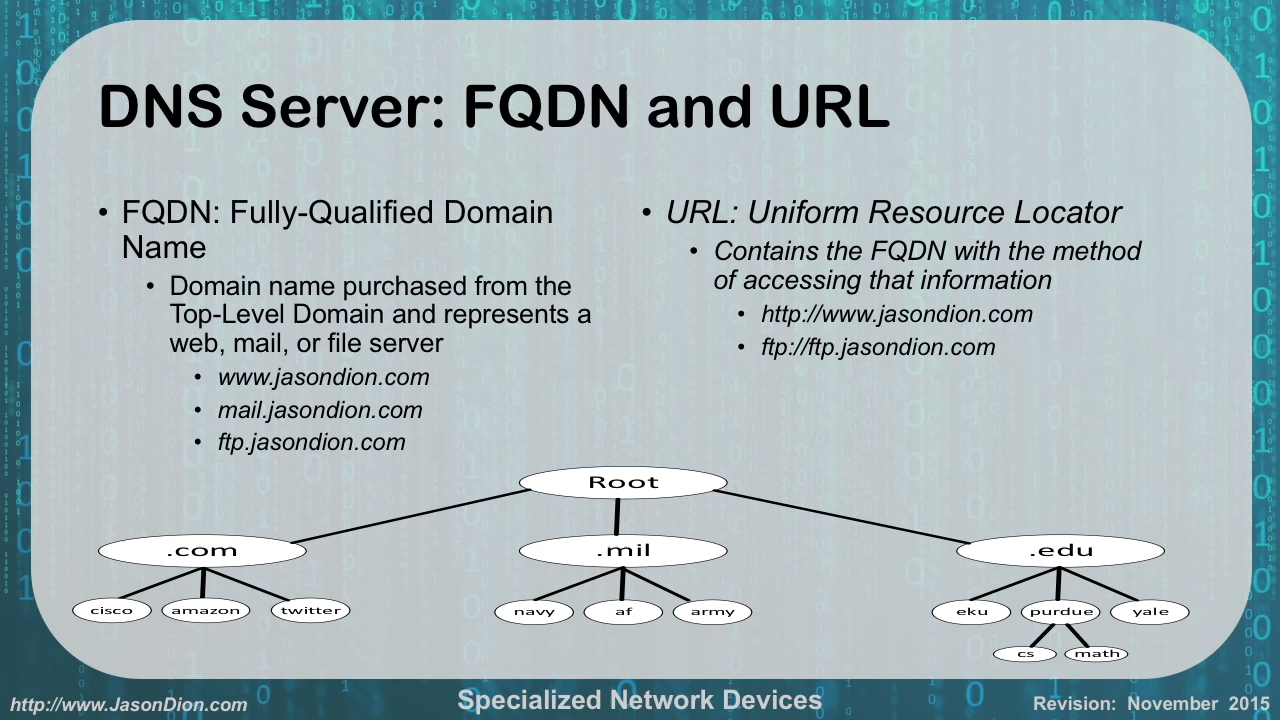 DNS Server: FQDN and URL
• FQDN: Fully-Qualified Domain
Name
• Domain name purchased from the
Top-Level Domain and represents a
web, mail, or file server
• www.jasondion.com
• mail.jasondion.com
• ftp.jasondion.com
• URL: Uniform Resource Locator
• Contains the FQDN with the method
of accessing that information
• http://www.jasondion.com
• ftp://ftp.jasondion.com
Root
.com .mil .edu
cisco amazon twitter navy af army eku purdue yale
cs math
http://www.JasonDion.com Specialized Network Devices Revision: November 2015